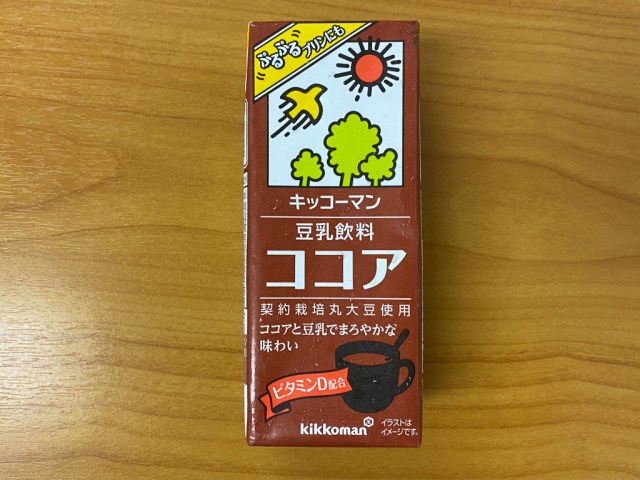 ぷるぷるプリンにも
キッコーマン
豆乳飲料
ココア
契約栽培丸大豆使用
ココアと豆乳でまろやかな
味わい
ビタミンD配合
kikkoman
イラストは
イメージです。